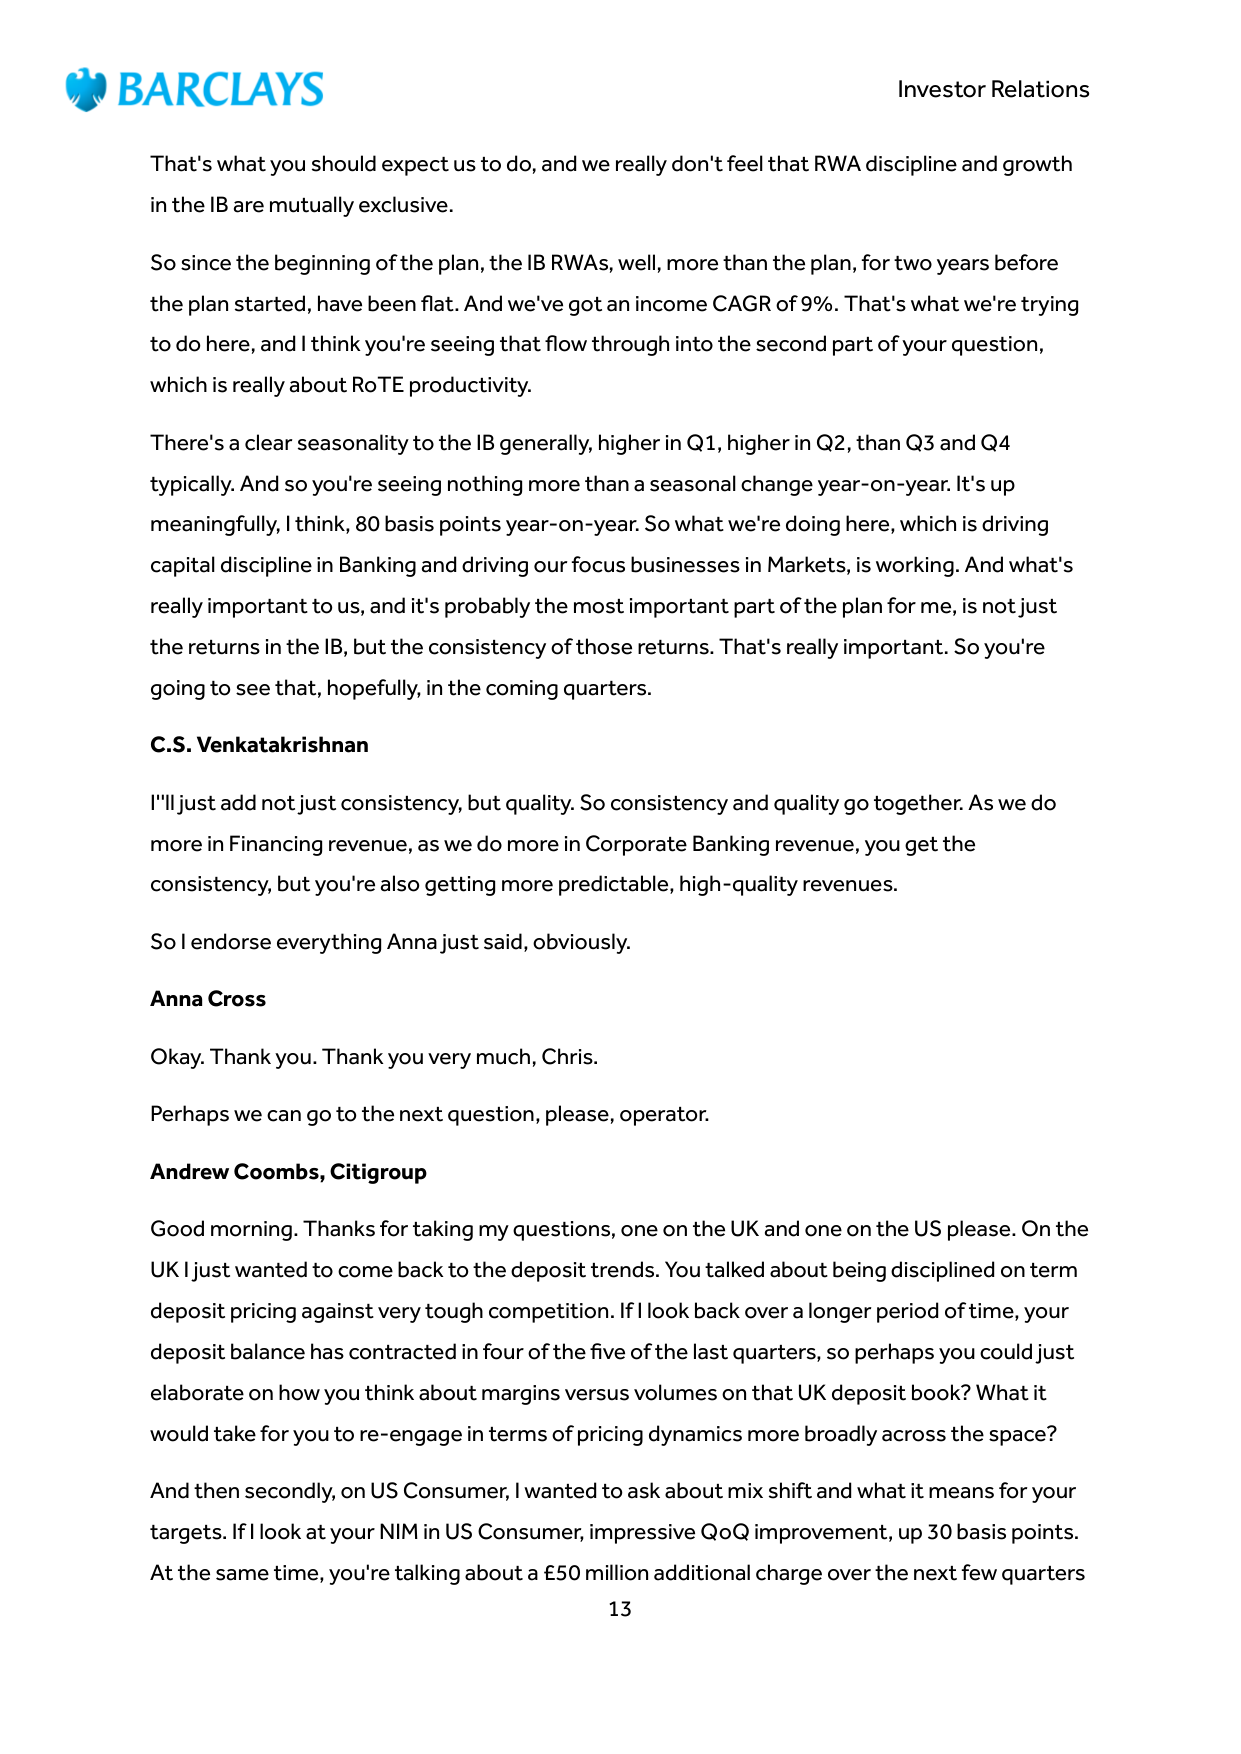 BARCLAYS
Investor Relations
That's what you should expect us to do, and we really don't feel that RWA discipline and growth
in the IB are mutually exclusive.
So since the beginning of the plan, the IB RWAs, well, more than the plan, for two years before
the plan started, have been flat. And we've got an income CAGR of 9%. That's what we're trying
to do here, and I think you're seeing that flow through into the second part of your question,
which is really about RoTE productivity.
There's a clear seasonality to the IB generally, higher in Q1, higher in Q2, than Q3 and Q4
typically. And so you're seeing nothing more than a seasonal change year-on-year. It's up
meaningfully, I think, 80 basis points year-on-year. So what we're doing here, which is driving
capital discipline in Banking and driving our focus businesses in Markets, is working. And what's
really important to us, and it's probably the most important part of the plan for me, is not just
the returns in the IB, but the consistency of those returns. That's really important. So you're
going to see that, hopefully, in the coming quarters.
C.S. Venkatakrishnan
I''ll just add not just consistency, but quality. So consistency and quality go together. As we do
more in Financing revenue, as we do more in Corporate Banking revenue, you get the
consistency, but you're also getting more predictable, high-quality revenues.
So I endorse everything Anna just said, obviously.
Anna Cross
Okay. Thank you. Thank you very much, Chris.
Perhaps we can go to the next question, please, operator.
Andrew Coombs, Citigroup
Good morning. Thanks for taking my questions, one on the UK and one on the US please. On the
UK I just wanted to come back to the deposit trends. You talked about being disciplined on term
deposit pricing against very tough competition. If I look back over a longer period of time, your
deposit balance has contracted in four of the five of the last quarters, so perhaps you could just
elaborate on how you think about margins versus volumes on that UK deposit book? What it
would take for you to re-engage in terms of pricing dynamics more broadly across the space?
And then secondly, on US Consumer, I wanted to ask about mix shift and what it means for your
targets. If I look at your NIM in US Consumer, impressive QoQ improvement, up 30 basis points.
At the same time, you're talking about a £50 million additional charge over the next few quarters
13